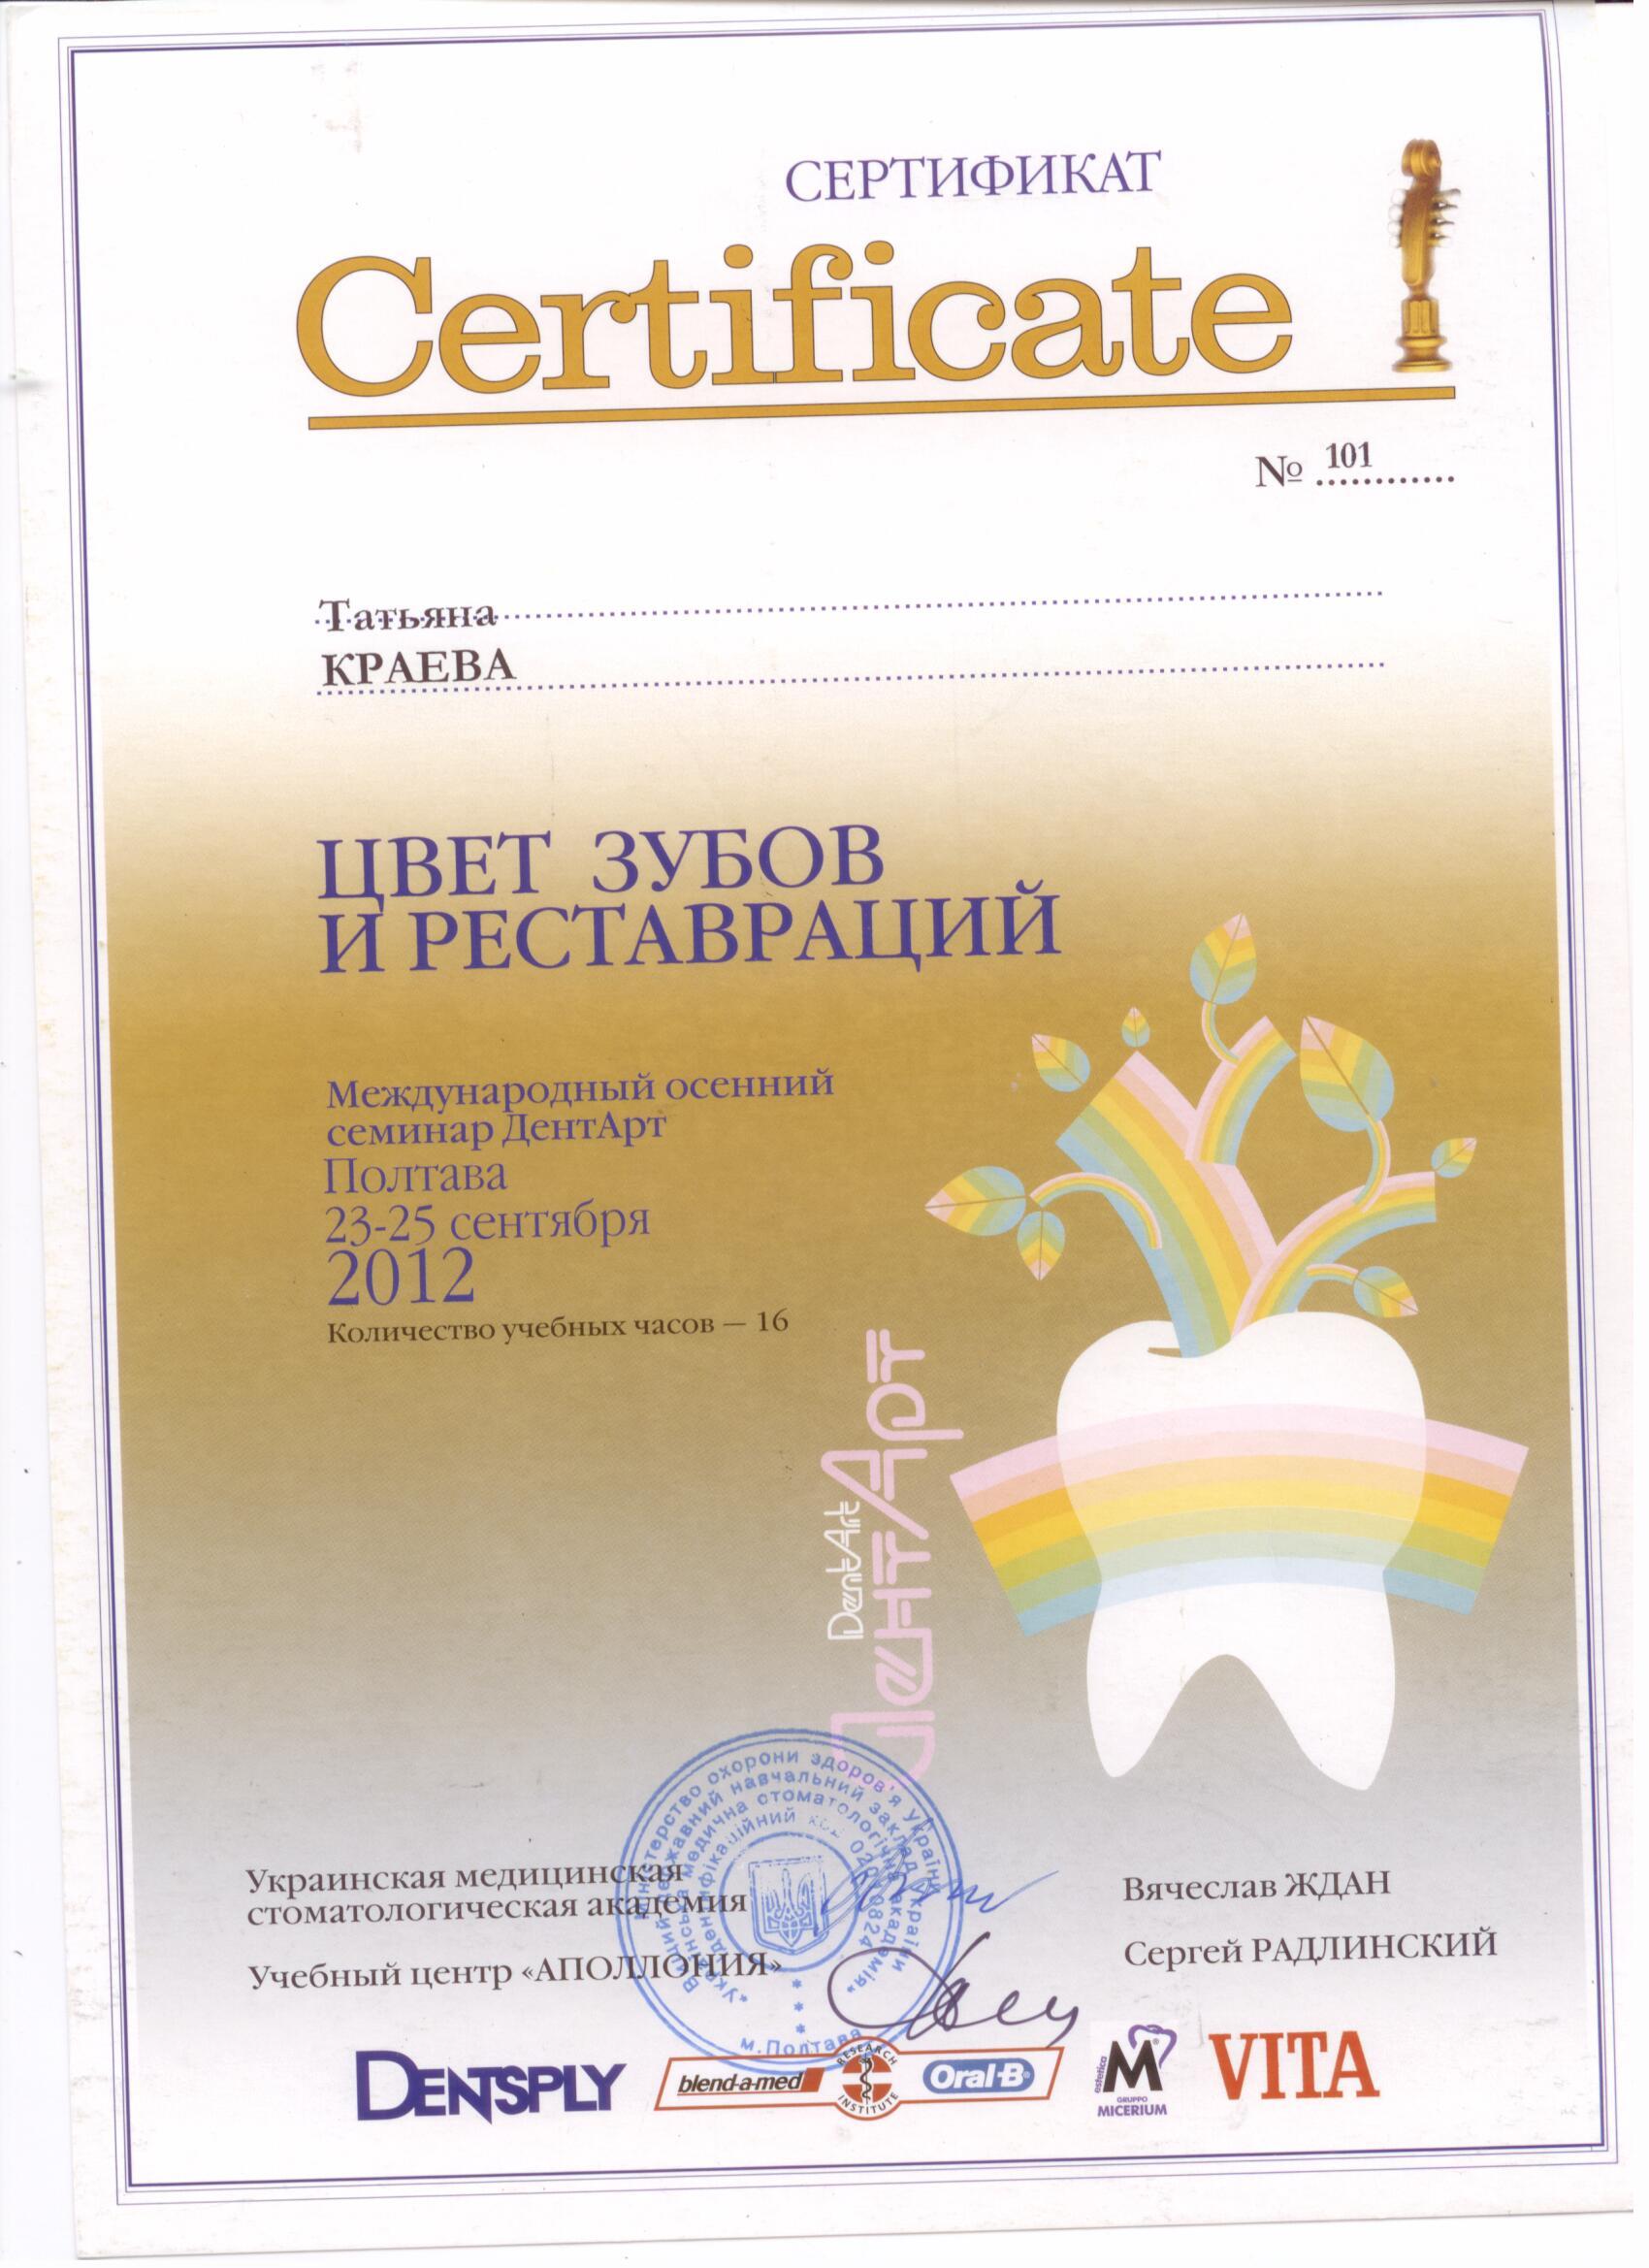 СЕРТИФИКАТ
Certificate
№ 101
Татьяна
КРАЕВА
ЦВЕТ ЗУБОВ
И РЕСТАВРАЦИЙ
Международный осенний
семинар ДентАрт
Полтава
23-25 сентября
2012
Количество учебных часов — 16
DentArt
ДентАрт
Міністерство охорони здоров'я України
Вищий державний навчальний заклад України
«Українська медична стоматологічна академія»
Ідентифікаційний код
м.Полтава
Украинская медицинская
стоматологическая академия
Учебный центр «АПОЛЛОНИЯ»
Вячеслав ЖДАН
Сергей РАДЛИНСКИЙ
DENTSPLY
blend-a-med
RESEARCH
INSTITUTE
Oral-B
estetica
M
GRUPPO
MICERIUM
VITA